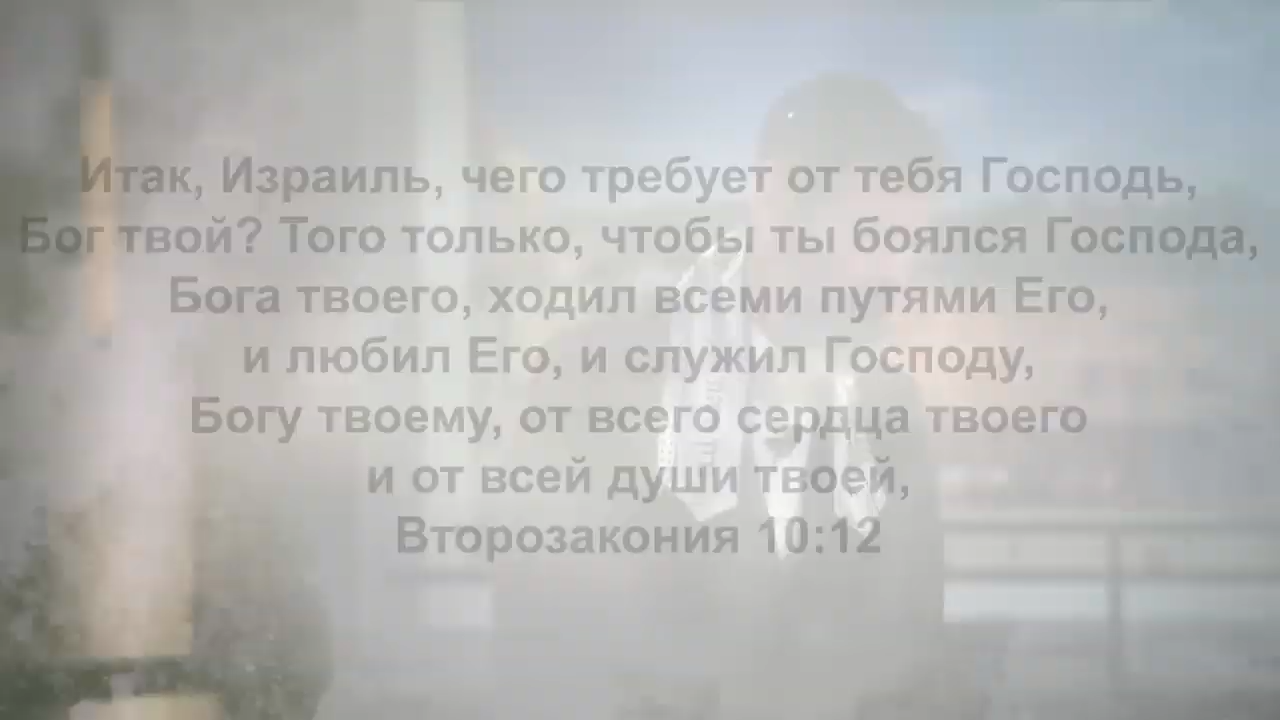 Итак, Израиль, чего требует от тебя Господь,
Бог твой? Того только, чтобы ты боялся Господа,
Бога твоего, ходил всеми путями Его,
и любил Его, и служил Господу,
Богу твоему, от всего сердца твоего
и от всей души твоей,
Второзакония 10:12